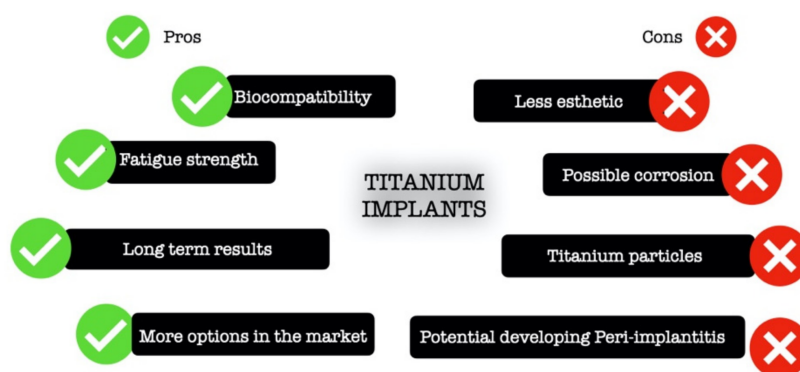 Pros
Cons
Biocompatibility
Less esthetic
Fatigue strength
Possible corrosion
TITANIUM
IMPLANTS
Long term results
Titanium particles
More options in the market
Potential developing Peri-implantitis